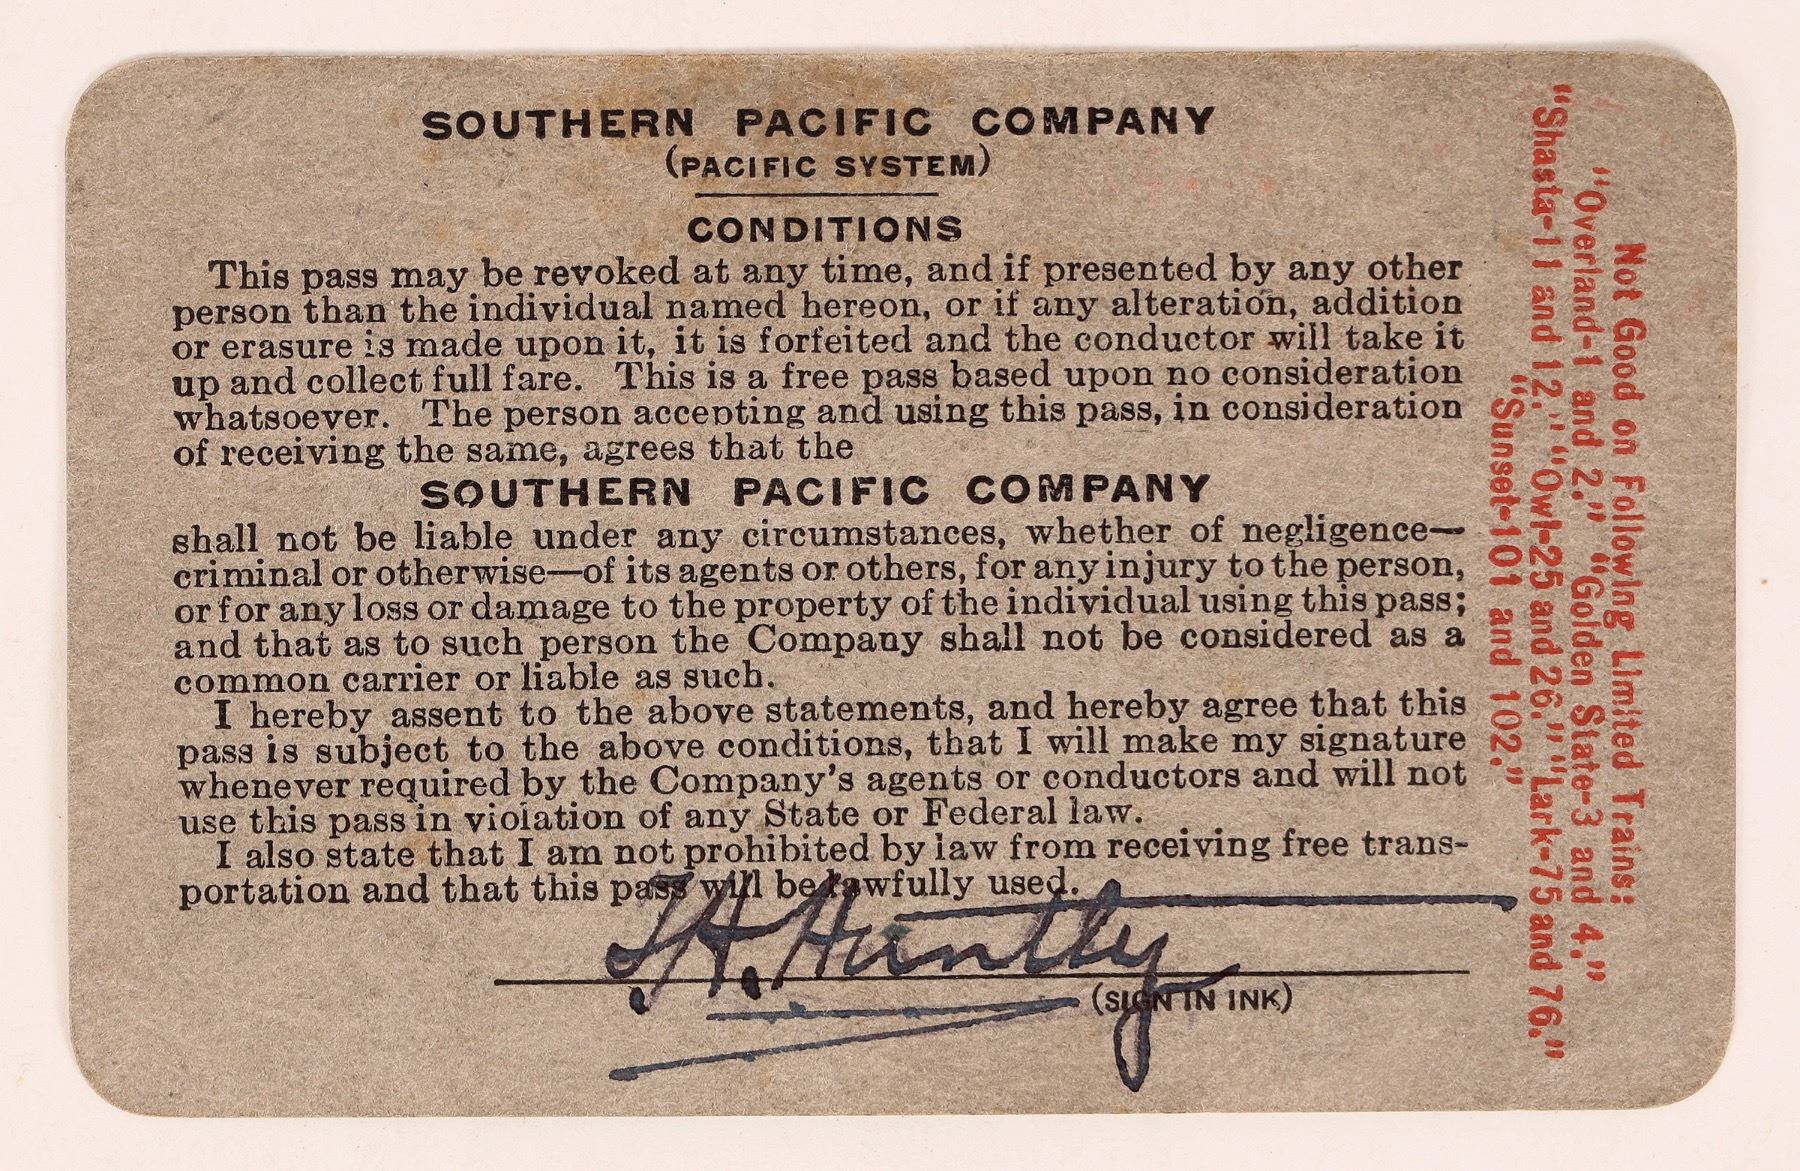 SOUTHERN PACIFIC COMPANY
(PACIFIC SYSTEM)
CONDITIONS
This pass may be revoked at any time, and if presented by any other
person than the individual named hereon, or if any alteration, addition
or erasure is made upon it, it is forfeited and the conductor will take it
up and collect full fare. This is a free pass based upon no consideration
whatsoever. The person accepting and using this pass, in consideration
of receiving the same, agrees that the
SOUTHERN PACIFIC COMPANY
shall not be liable under any circumstances, whether of negligence—
criminal or otherwise—of its agents or others, for any injury to the person,
or for any loss or damage to the property of the individual using this pass;
and that as to such person the Company shall not be considered as a
common carrier or liable as such.
I hereby assent to the above statements, and hereby agree that this
pass is subject to the above conditions, that I will make my signature
whenever required by the Company's agents or conductors and will not
use this pass in violation of any State or Federal law.
I also state that I am not prohibited by law from receiving free trans-
portation and that this pass will be lawfully used.
H. Huntley
(SIGN IN INK)
Not Good on Following Limited Trains:
"Overland-1 and 2." "Golden State-3 and 4."
"Shasta-11 and 12." "Owl-25 and 26." "Lark-75 and 76."
"Sunset-101 and 102."